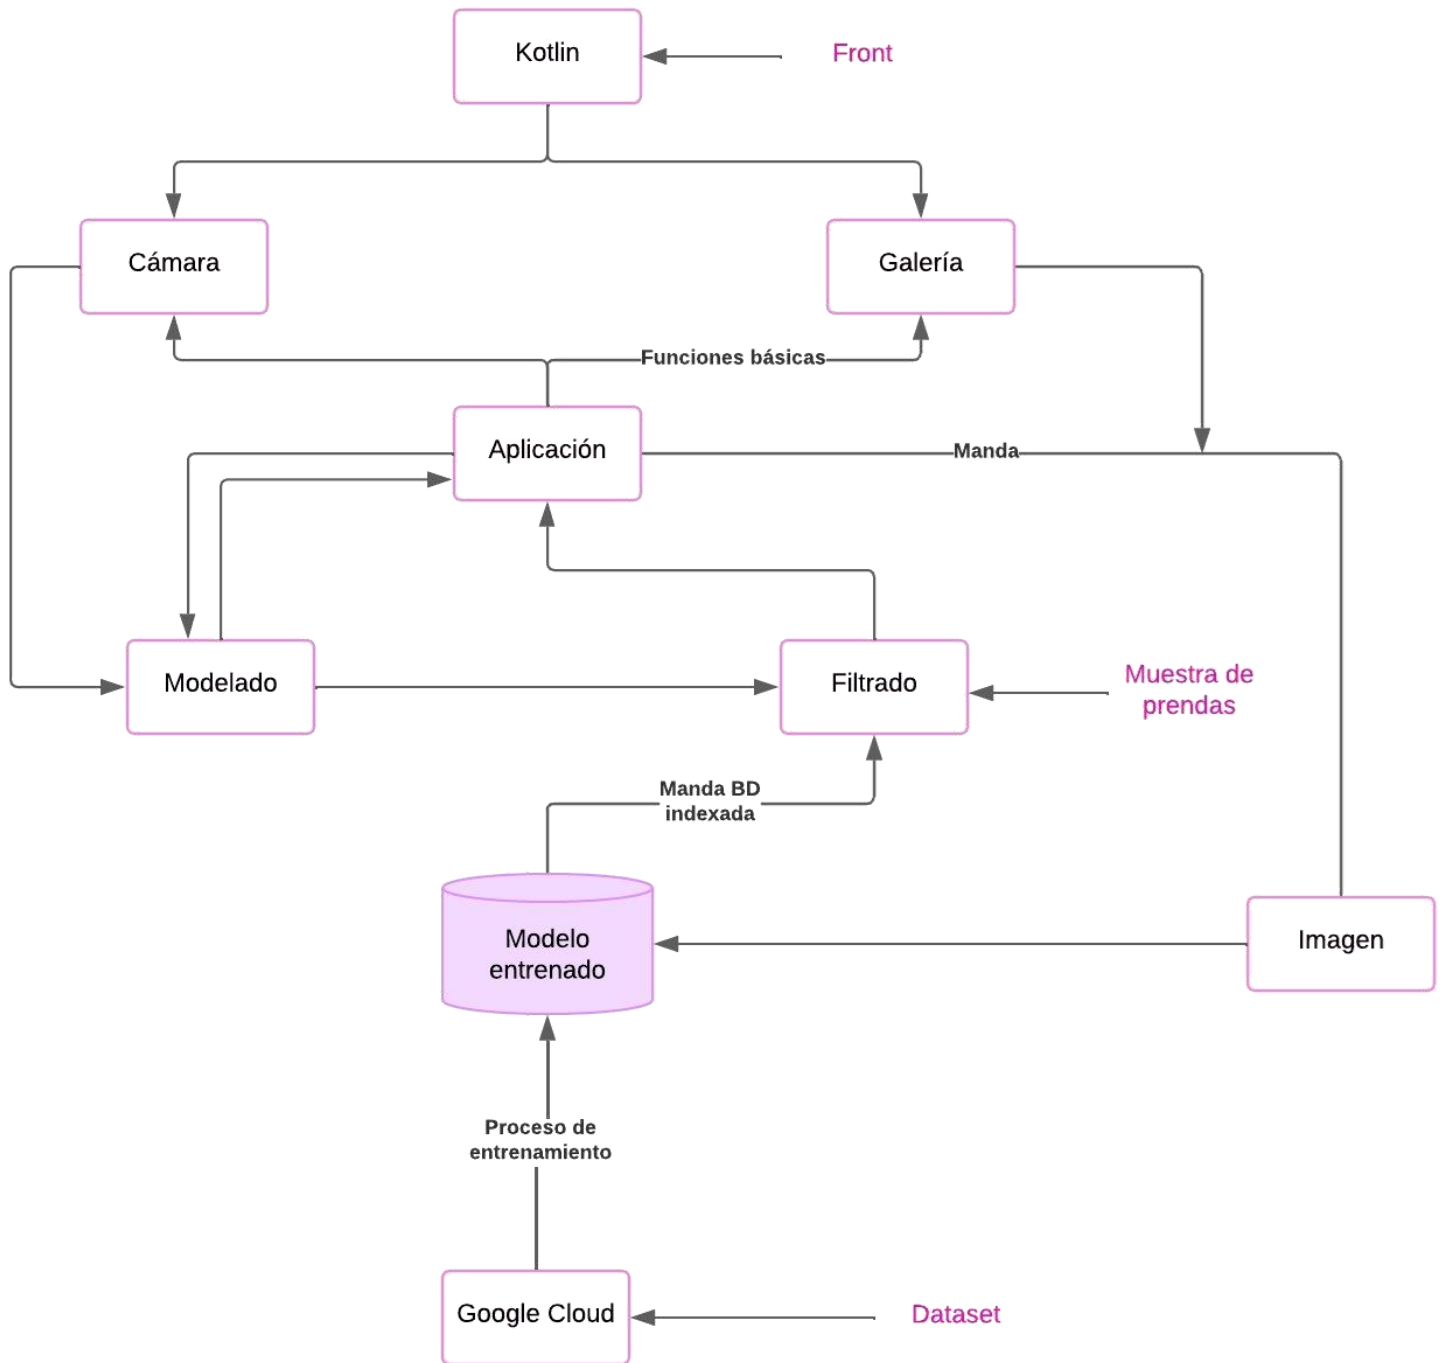 Kotlin
Front
Cámara
Galería
Funciones básicas
Aplicación
Manda
Modelado
Filtrado
Muestra de
prendas
Manda BD
indexada
Modelo
entrenado
Imagen
Proceso de
entrenamiento
Google Cloud
Dataset